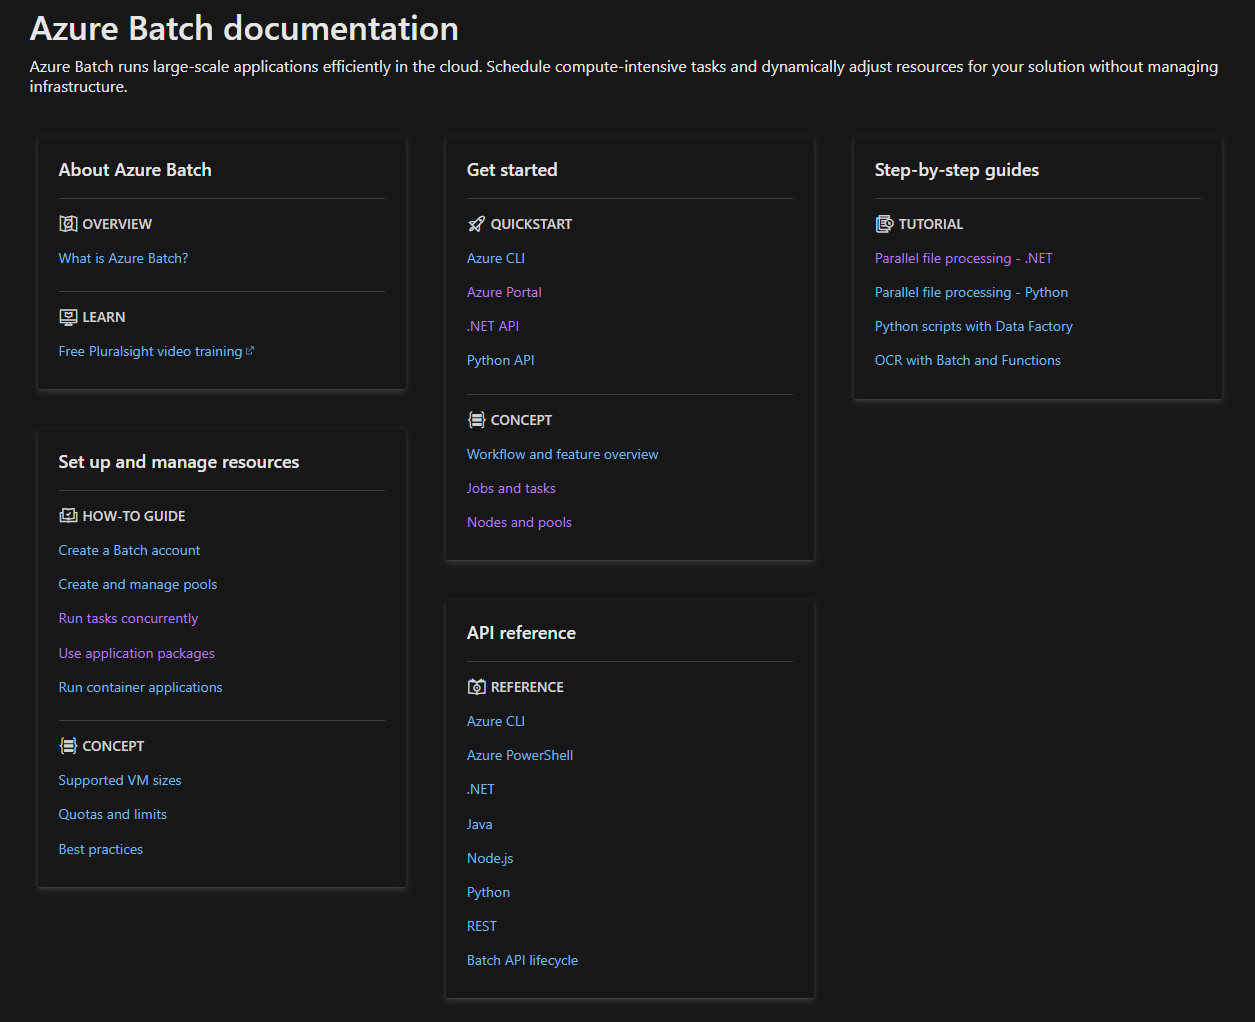 Azure Batch documentation
Azure Batch runs large-scale applications efficiently in the cloud. Schedule compute-intensive tasks and dynamically adjust resources for your solution without managing
infrastructure.
About Azure Batch
OVERVIEW
What is Azure Batch?
LEARN
Free Pluralsight video training
Set up and manage resources
HOW-TO GUIDE
Create a Batch account
Create and manage pools
Run tasks concurrently
Use application packages
Run container applications
CONCEPT
Supported VM sizes
Quotas and limits
Best practices
Get started
QUICKSTART
Azure CLI
Azure Portal
.NET API
Python API
CONCEPT
Workflow and feature overview
Jobs and tasks
Nodes and pools
API reference
REFERENCE
Azure CLI
Azure PowerShell
.NET
Java
Node.js
Python
REST
Batch API lifecycle
Step-by-step guides
TUTORIAL
Parallel file processing - .NET
Parallel file processing - Python
Python scripts with Data Factory
OCR with Batch and Functions